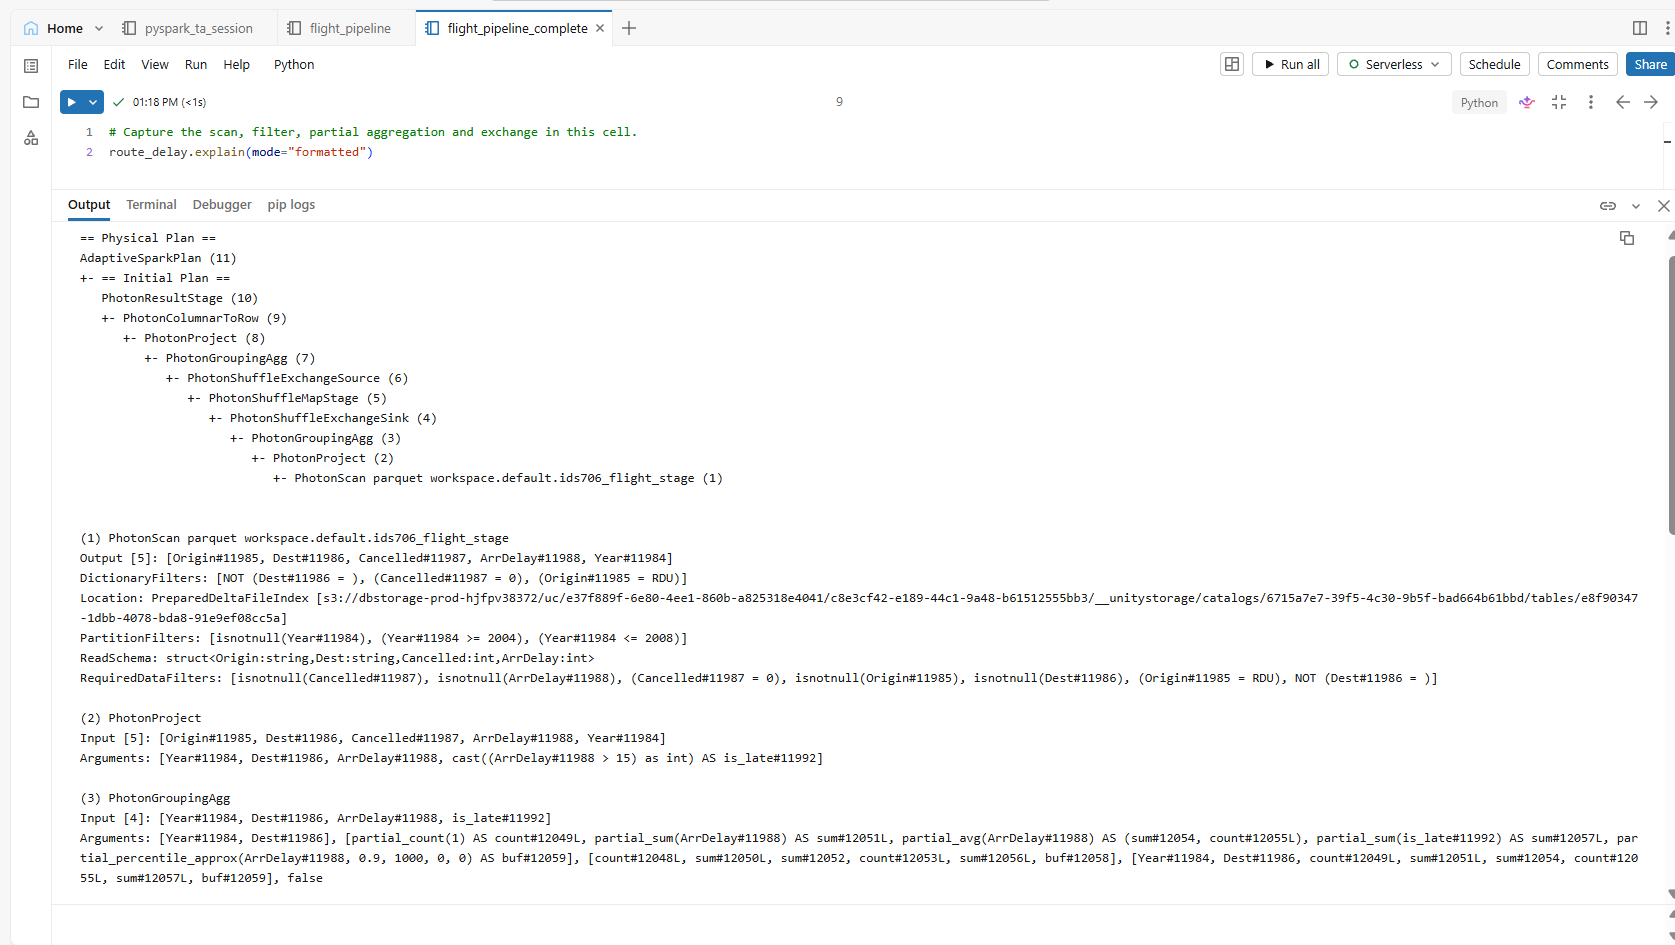 Home
pyspark_ta_session
flight_pipeline
flight_pipeline_complete
File Edit View Run Help Python
Run all
Serverless
Schedule
Comments
Share
01:18 PM (<1s)
9
Python
1 # Capture the scan, filter, partial aggregation and exchange in this cell.
2 route_delay.explain(mode="formatted")
Output Terminal Debugger pip logs
== Physical Plan ==
AdaptiveSparkPlan (11)
+- == Initial Plan ==
   PhotonResultStage (10)
   +- PhotonColumnarToRow (9)
      +- PhotonProject (8)
         +- PhotonGroupingAgg (7)
            +- PhotonShuffleExchangeSource (6)
               +- PhotonShuffleMapStage (5)
                  +- PhotonShuffleExchangeSink (4)
                     +- PhotonGroupingAgg (3)
                        +- PhotonProject (2)
                           +- PhotonScan parquet workspace.default.ids706_flight_stage (1)
(1) PhotonScan parquet workspace.default.ids706_flight_stage
Output [5]: [Origin#11985, Dest#11986, Cancelled#11987, ArrDelay#11988, Year#11984]
DictionaryFilters: [NOT (Dest#11986 = ), (Cancelled#11987 = 0), (Origin#11985 = RDU)]
Location: PreparedDeltaFileIndex [s3://dbstorage-prod-hjfpv38372/uc/e37f889f-6e80-4ee1-860b-a825318e4041/c8e3cf42-e189-44c1-9a48-b61512555bb3/__unitystorage/catalogs/6715a7e7-39f5-4c30-9b5f-bad664b61bbd/tables/e8f90347
-1dbb-4078-bda8-91e9ef08cc5a]
PartitionFilters: [isnotnull(Year#11984), (Year#11984 >= 2004), (Year#11984 <= 2008)]
ReadSchema: struct<Origin:string,Dest:string,Cancelled:int,ArrDelay:int>
RequiredDataFilters: [isnotnull(Cancelled#11987), isnotnull(ArrDelay#11988), (Cancelled#11987 = 0), isnotnull(Origin#11985), isnotnull(Dest#11986), (Origin#11985 = RDU), NOT (Dest#11986 = )]
(2) PhotonProject
Input [5]: [Origin#11985, Dest#11986, Cancelled#11987, ArrDelay#11988, Year#11984]
Arguments: [Year#11984, Dest#11986, ArrDelay#11988, cast((ArrDelay#11988 > 15) as int) AS is_late#11992]
(3) PhotonGroupingAgg
Input [4]: [Year#11984, Dest#11986, ArrDelay#11988, is_late#11992]
Arguments: [Year#11984, Dest#11986], [partial_count(1) AS count#12049L, partial_sum(ArrDelay#11988) AS sum#12051L, partial_avg(ArrDelay#11988) AS (sum#12054, count#12055L), partial_sum(is_late#11992) AS sum#12057L, par
tial_percentile_approx(ArrDelay#11988, 0.9, 1000, 0, 0) AS buf#12059], [count#12048L, sum#12050L, sum#12052, count#12053L, sum#12056L, buf#12058], [Year#11984, Dest#11986, count#12049L, sum#12051L, sum#12054, count#120
55L, sum#12057L, buf#12059], false